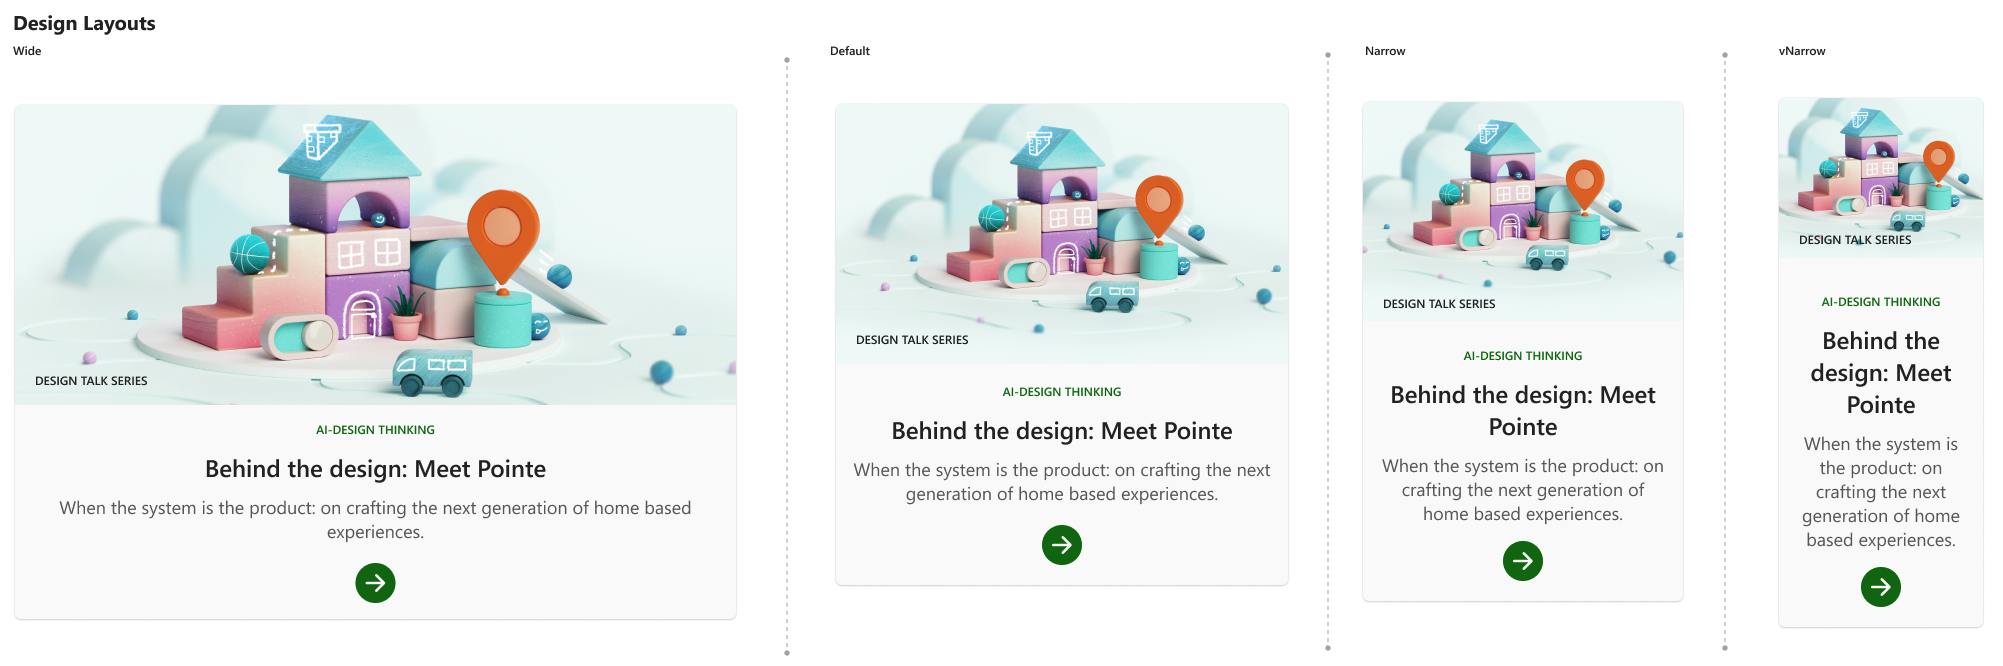 Design Layouts
Wide
DESIGN TALK SERIES
AI-DESIGN THINKING
Behind the design: Meet Pointe
When the system is the product: on crafting the next generation of home based
experiences.
Default
DESIGN TALK SERIES
AI-DESIGN THINKING
Behind the design: Meet Pointe
When the system is the product: on crafting the next
generation of home based experiences.
Narrow
DESIGN TALK SERIES
AI-DESIGN THINKING
Behind the design: Meet
Pointe
When the system is the product: on
crafting the next generation of
home based experiences.
vNarrow
DESIGN TALK SERIES
AI-DESIGN THINKING
Behind the
design: Meet
Pointe
When the system is
the product: on
crafting the next
generation of home
based experiences.